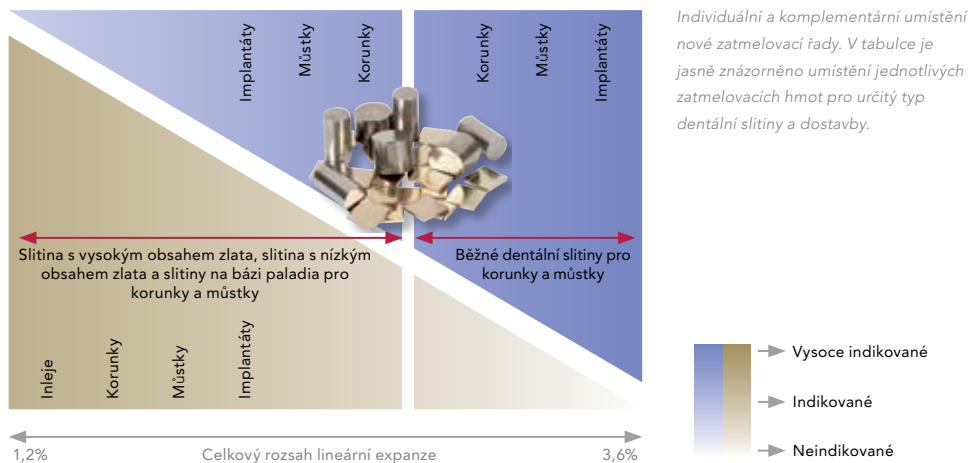 Implantáty
Můstky
Korunky
Korunky
Můstky
Implantáty
Individuální a komplementární umístění
nové zatmelovací řady. V tabulce je
jasně znázorněno umístění jednotlivých
zatmelovacích hmot pro určitý typ
dentální slitiny a dostavby.
Slitina s vysokým obsahem zlata, slitina s nízkým
obsahem zlata a slitiny na bázi paladia pro
korunky a můstky
Běžné dentální slitiny pro
korunky a můstky
Inleje
Korunky
Můstky
Implantáty
Vysoce indikované
Indikované
Neindikované
1,2%
Celkový rozsah lineární expanze
3,6%